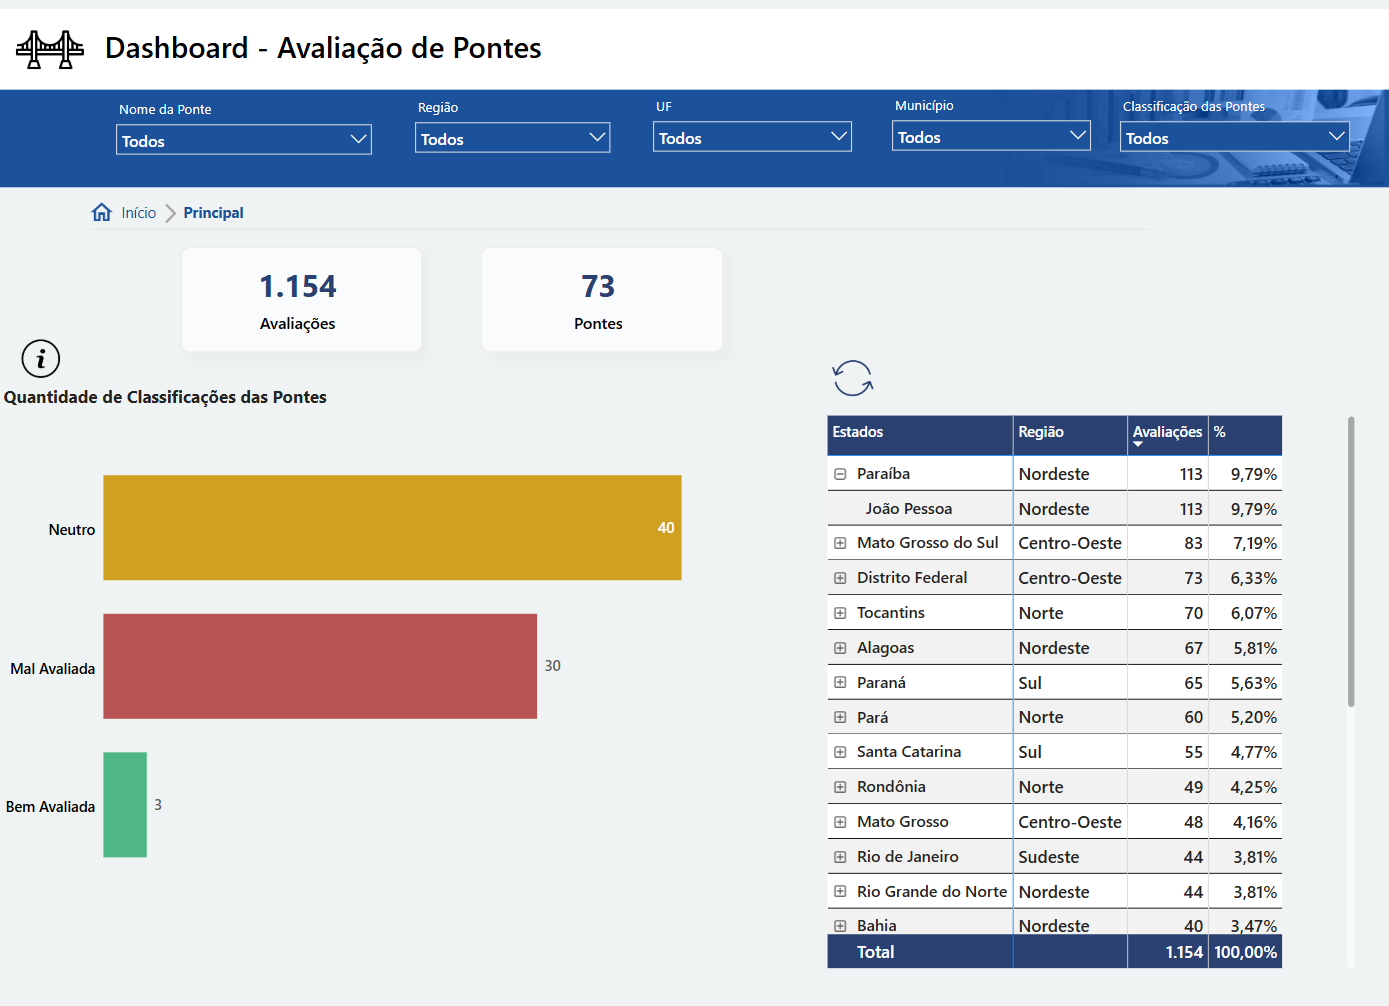 Dashboard - Avaliação de Pontes
Nome da Ponte
Todos
Região
Todos
UF
Todos
Município
Todos
Classificação das Pontes
Todos
Início
Principal
1.154
Avaliações
73
Pontes
i
Quantidade de Classificações das Pontes
Neutro 40
Mal Avaliada 30
Bem Avaliada 3
Estados Região Avaliações %
Paraíba Nordeste 113 9,79%
João Pessoa Nordeste 113 9,79%
Mato Grosso do Sul Centro-Oeste 83 7,19%
Distrito Federal Centro-Oeste 73 6,33%
Tocantins Norte 70 6,07%
Alagoas Nordeste 67 5,81%
Paraná Sul 65 5,63%
Pará Norte 60 5,20%
Santa Catarina Sul 55 4,77%
Rondônia Norte 49 4,25%
Mato Grosso Centro-Oeste 48 4,16%
Rio de Janeiro Sudeste 44 3,81%
Rio Grande do Norte Nordeste 44 3,81%
Bahia Nordeste 40 3,47%
Total 1.154 100,00%